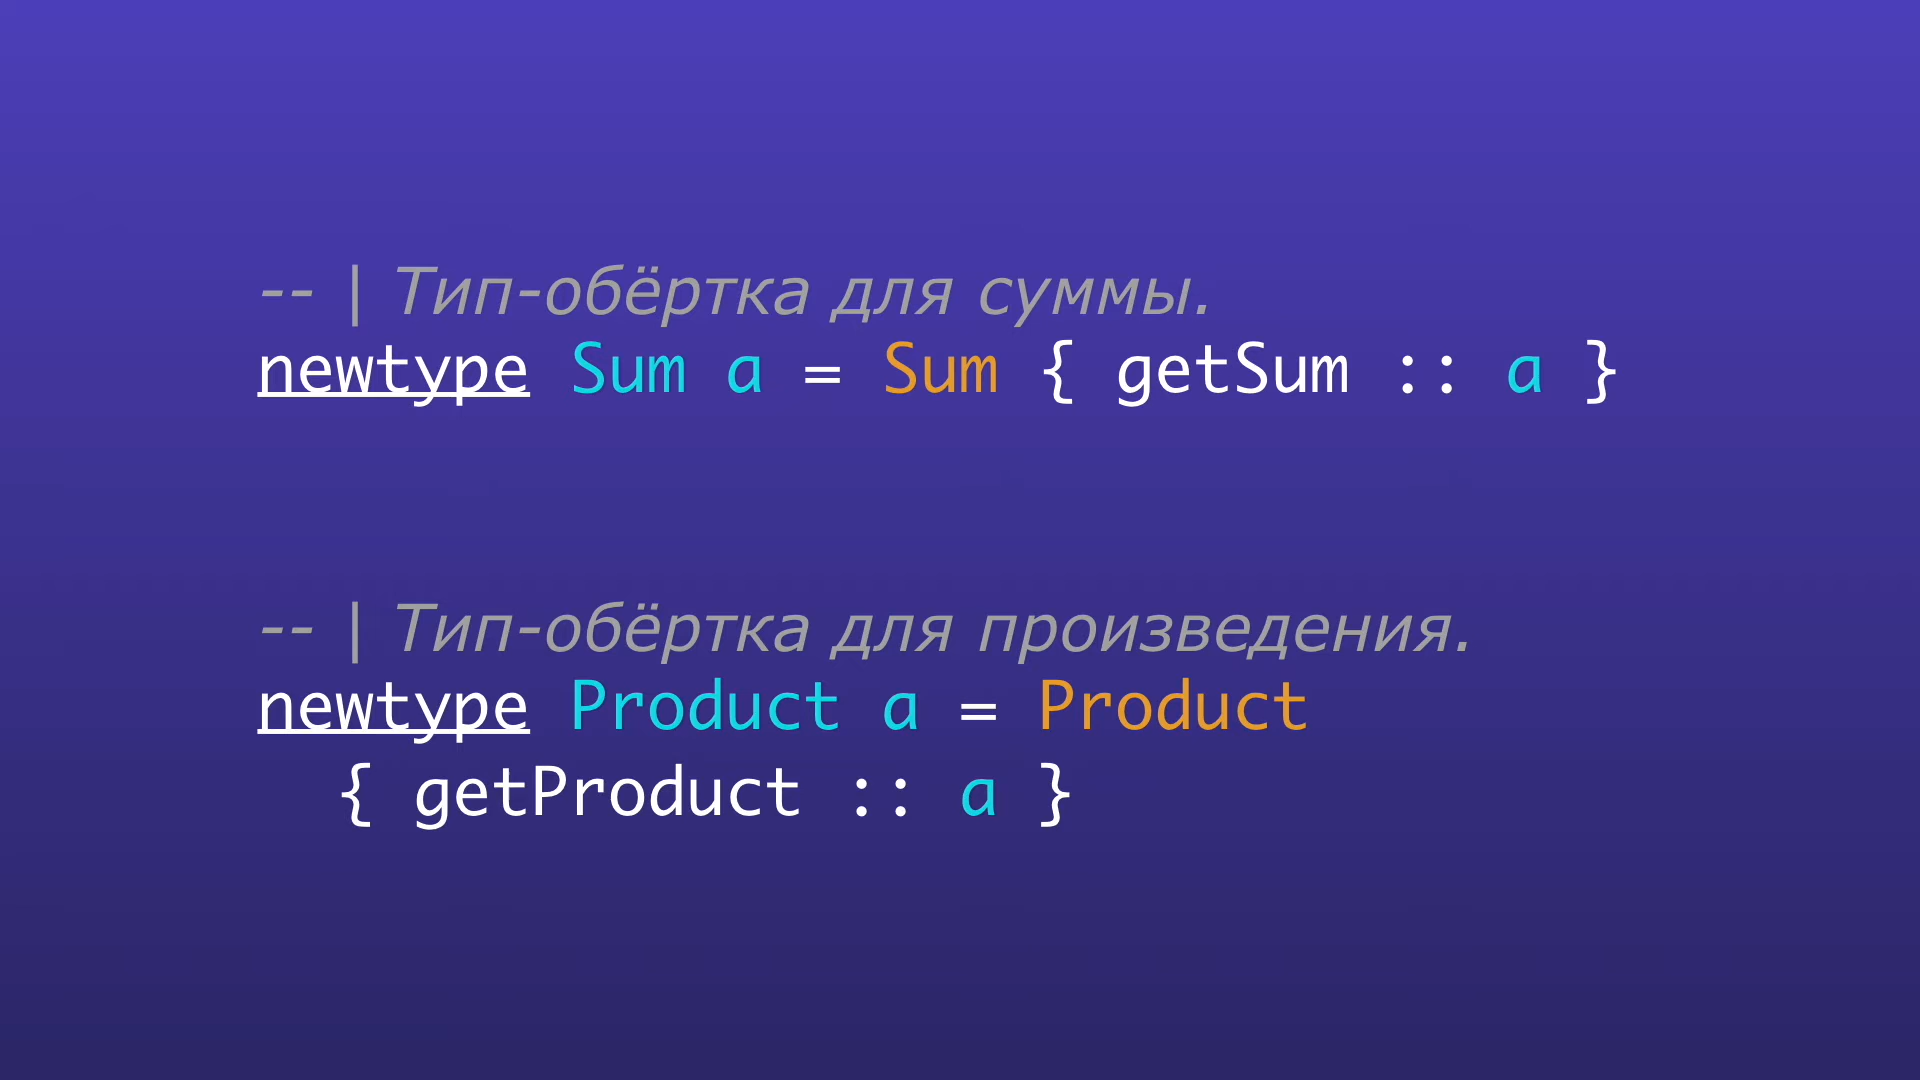 -- | Тип-обёртка для суммы.
newtype Sum a = Sum { getSum :: a }
-- | Тип-обёртка для произведения.
newtype Product a = Product
  { getProduct :: a }